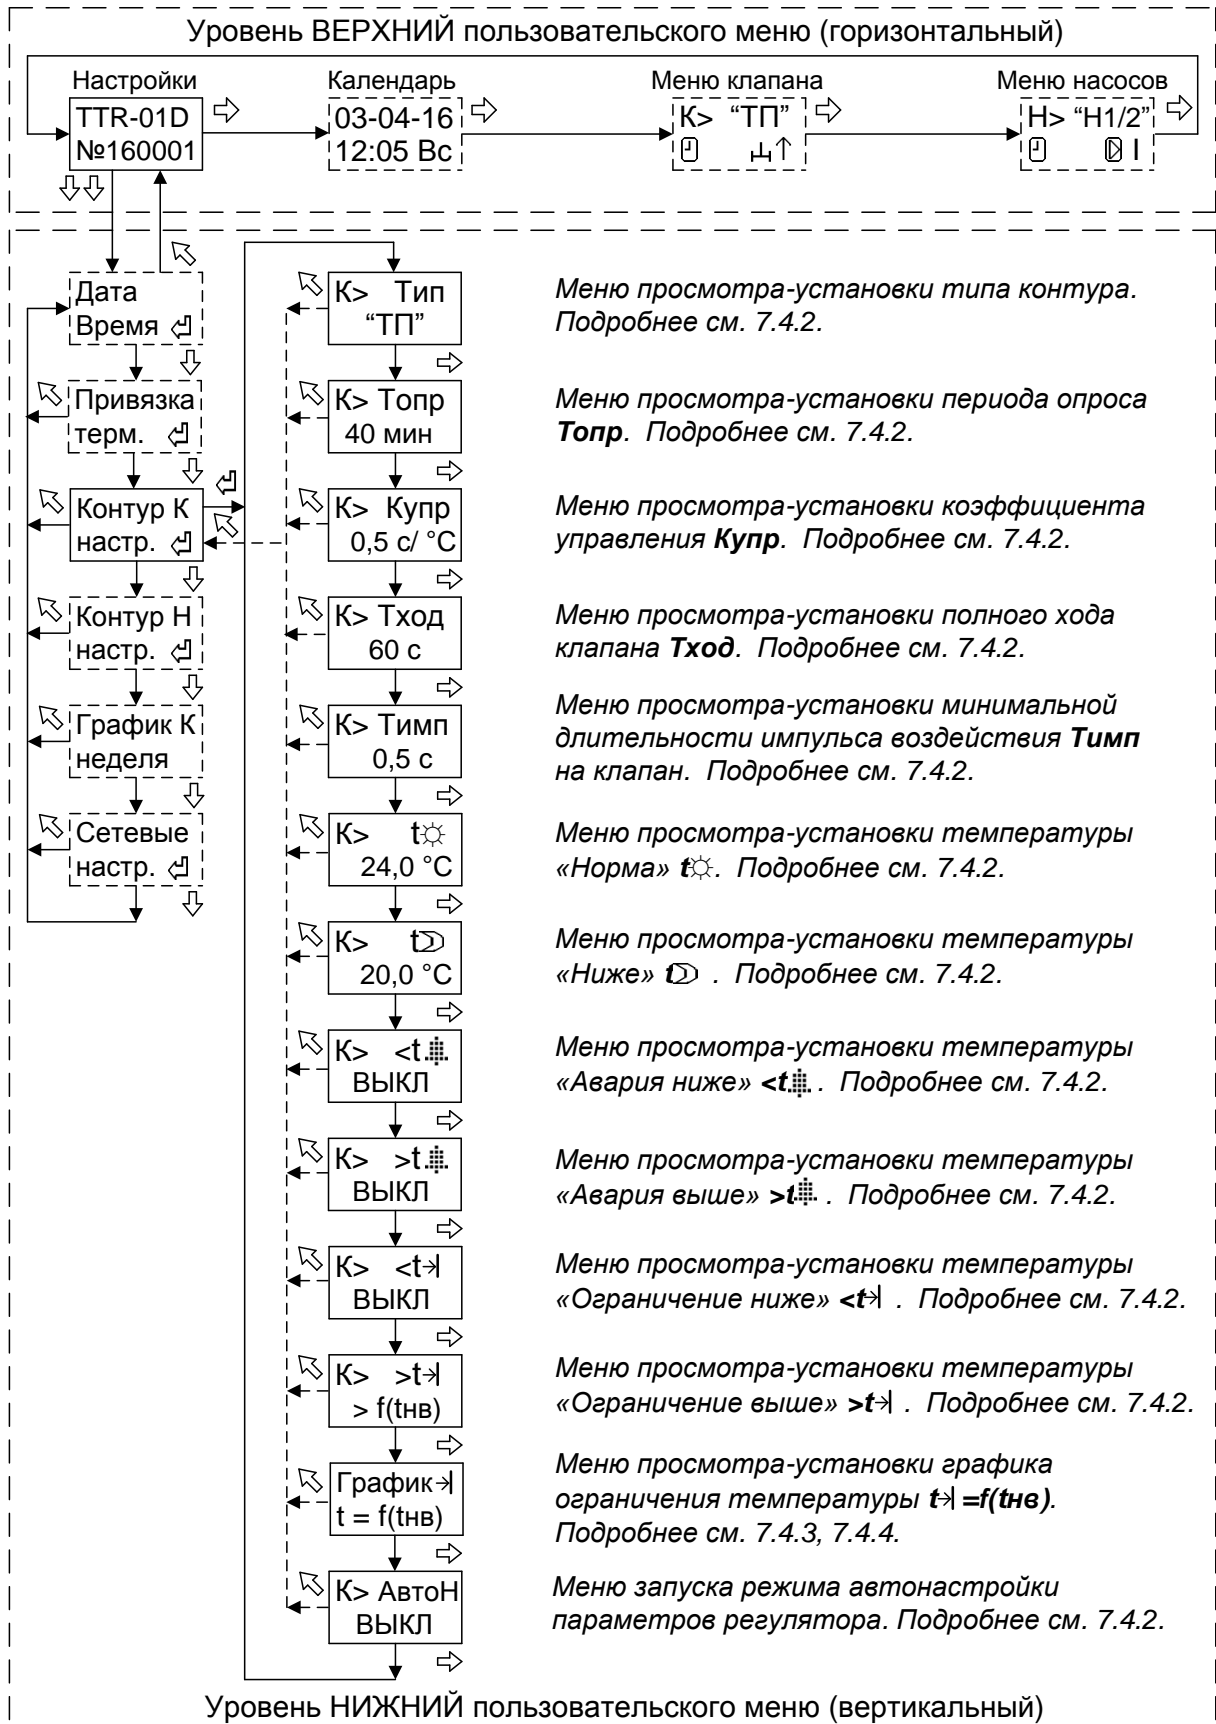 Уровень ВЕРХНИЙ пользовательского меню (горизонтальный)
Настройки
Календарь
Меню клапана
Меню насосов
TTR-01D
№160001
03-04-16
12:05 Вс
К> “ТП”
Н> “Н1/2”
Дата
Время
Привязка
терм.
Контур К
настр.
Контур Н
настр.
График К
неделя
Сетевые
настр.
К> Тип
“ТП”
Меню просмотра-установки типа контура.
Подробнее см. 7.4.2.
К> Топр
40 мин
Меню просмотра-установки периода опроса
Топр. Подробнее см. 7.4.2.
К> Купр
0,5 с/ °С
Меню просмотра-установки коэффициента
управления Купр. Подробнее см. 7.4.2.
К> Тход
60 с
Меню просмотра-установки полного хода
клапана Тход. Подробнее см. 7.4.2.
К> Тимп
0,5 с
Меню просмотра-установки минимальной
длительности импульса воздействия Тимп
на клапан. Подробнее см. 7.4.2.
К> t☼
24,0 °С
Меню просмотра-установки температуры
«Норма» t☼. Подробнее см. 7.4.2.
К> t
20,0 °С
Меню просмотра-установки температуры
«Ниже» t . Подробнее см. 7.4.2.
К> <t
ВЫКЛ
Меню просмотра-установки температуры
«Авария ниже» <t . Подробнее см. 7.4.2.
К> >t
ВЫКЛ
Меню просмотра-установки температуры
«Авария выше» >t . Подробнее см. 7.4.2.
К> <t→|
ВЫКЛ
Меню просмотра-установки температуры
«Ограничение ниже» <t→| . Подробнее см. 7.4.2.
К> >t→|
> f(tнв)
Меню просмотра-установки температуры
«Ограничение выше» >t→| . Подробнее см. 7.4.2.
График→|
t = f(tнв)
Меню просмотра-установки графика
ограничения температуры t→| =f(tнв).
Подробнее см. 7.4.3, 7.4.4.
К> АвтоН
ВЫКЛ
Меню запуска режима автонастройки
параметров регулятора. Подробнее см. 7.4.2.
Уровень НИЖНИЙ пользовательского меню (вертикальный)